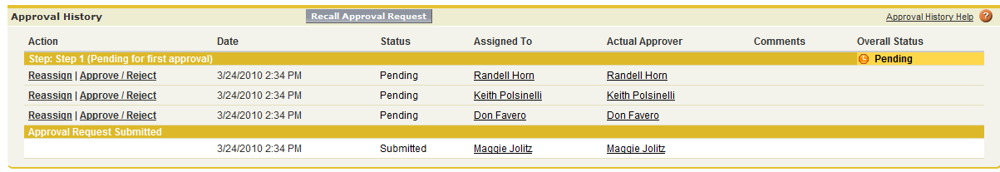 Approval History Recall Approval Request Approval History Help ?
Action Date Status Assigned To Actual Approver Comments Overall Status
Step: Step 1 (Pending for first approval) Pending
Reassign | Approve / Reject 3/24/2010 2:34 PM Pending Randell Horn Randell Horn
Reassign | Approve / Reject 3/24/2010 2:34 PM Pending Keith Polsinelli Keith Polsinelli
Reassign | Approve / Reject 3/24/2010 2:34 PM Pending Don Favero Don Favero
Approval Request Submitted
3/24/2010 2:34 PM Submitted Maggie Jolitz Maggie Jolitz